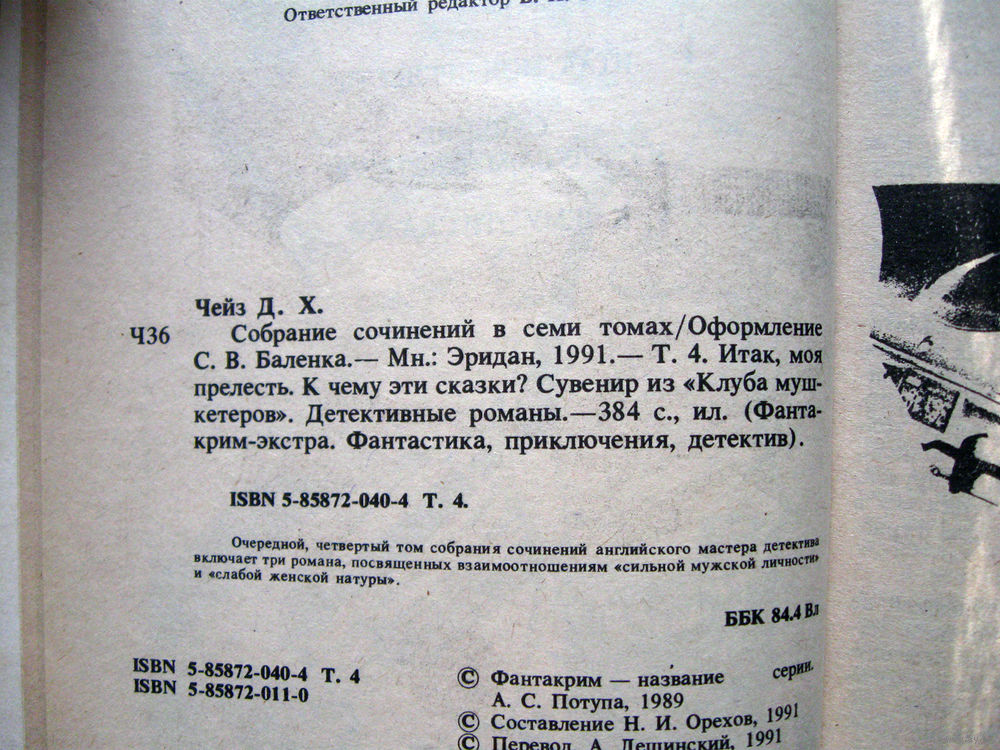 Ответственный редактор В.
Чейз Д. Х.
Ч36 Собрание сочинений в семи томах/Оформление
С. В. Баленка.— Мн.: Эридан, 1991.— Т. 4. Итак, моя
прелесть. К чему эти сказки? Сувенир из «Клуба муш-
кетеров». Детективные романы.—384 с., ил. (Фанта-
крим-экстра. Фантастика, приключения, детектив).
ISBN 5-85872-040-4 Т. 4.
Очередной, четвертый том собрания сочинений английского мастера детектива
включает три романа, посвященных взаимоотношениям «сильной мужской личности»
и «слабой женской натуры».
ББК 84.4 Вл
ISBN 5-85872-040-4 Т. 4
ISBN 5-85872-011-0
© Фантакрим — название серии.
А. С. Потупа, 1989
© Составление Н. И. Орехов, 1991
© Перевод. А. Дешинский, 1991